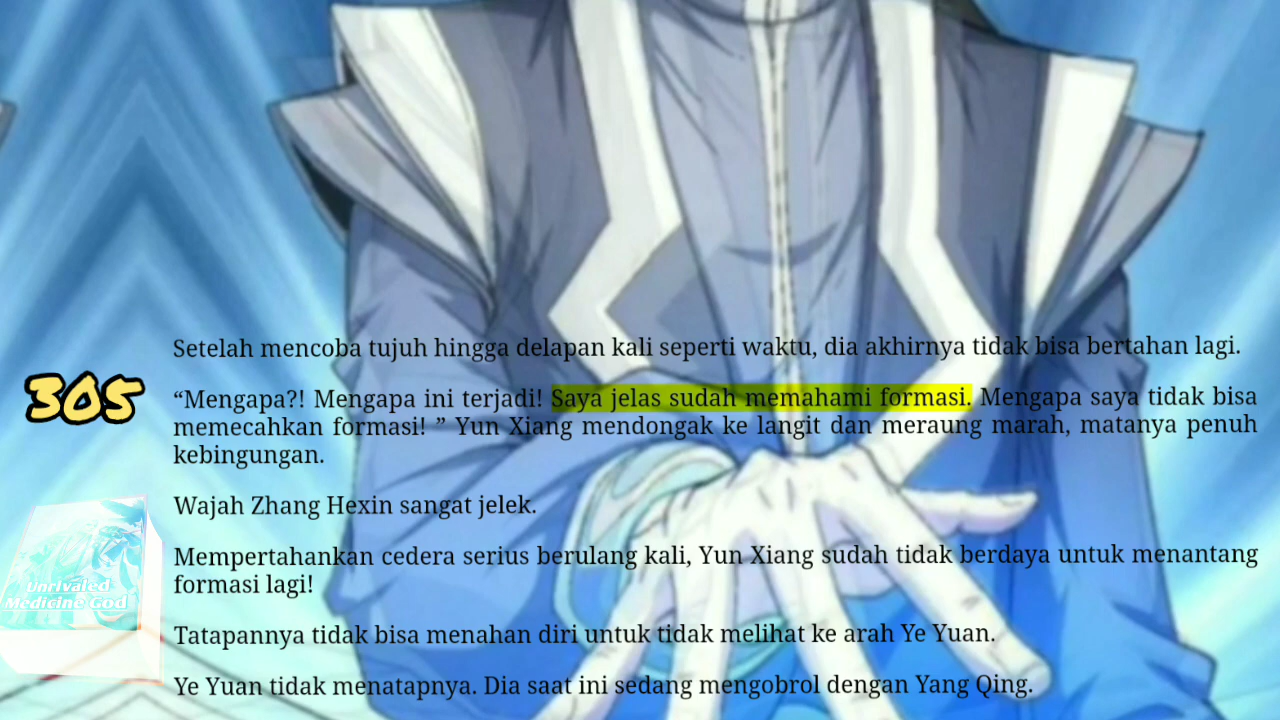 Setelah mencoba tujuh hingga delapan kali seperti waktu, dia akhirnya tidak bisa bertahan lagi.
“Mengapa?! Mengapa ini terjadi! Saya jelas sudah memahami formasi. Mengapa saya tidak bisa
memecahkan formasi! ” Yun Xiang mendongak ke langit dan meraung marah, matanya penuh
kebingungan.
305
Wajah Zhang Hexin sangat jelek.
Mempertahankan cedera serius berulang kali, Yun Xiang sudah tidak berdaya untuk menantang
formasi lagi!
Unrivaled
Medicine God
Tatapannya tidak bisa menahan diri untuk tidak melihat ke arah Ye Yuan.
Ye Yuan tidak menatapnya. Dia saat ini sedang mengobrol dengan Yang Qing.